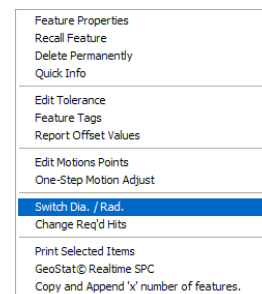 Feature Properties
Recall Feature
Delete Permanently
Quick Info
Edit Tolerance
Feature Tags
Report Offset Values
Edit Motions Points
One-Step Motion Adjust
Switch Dia. / Rad.
Change Req'd Hits
Print Selected Items
GeoStat© Realtime SPC
Copy and Append 'x' number of features.